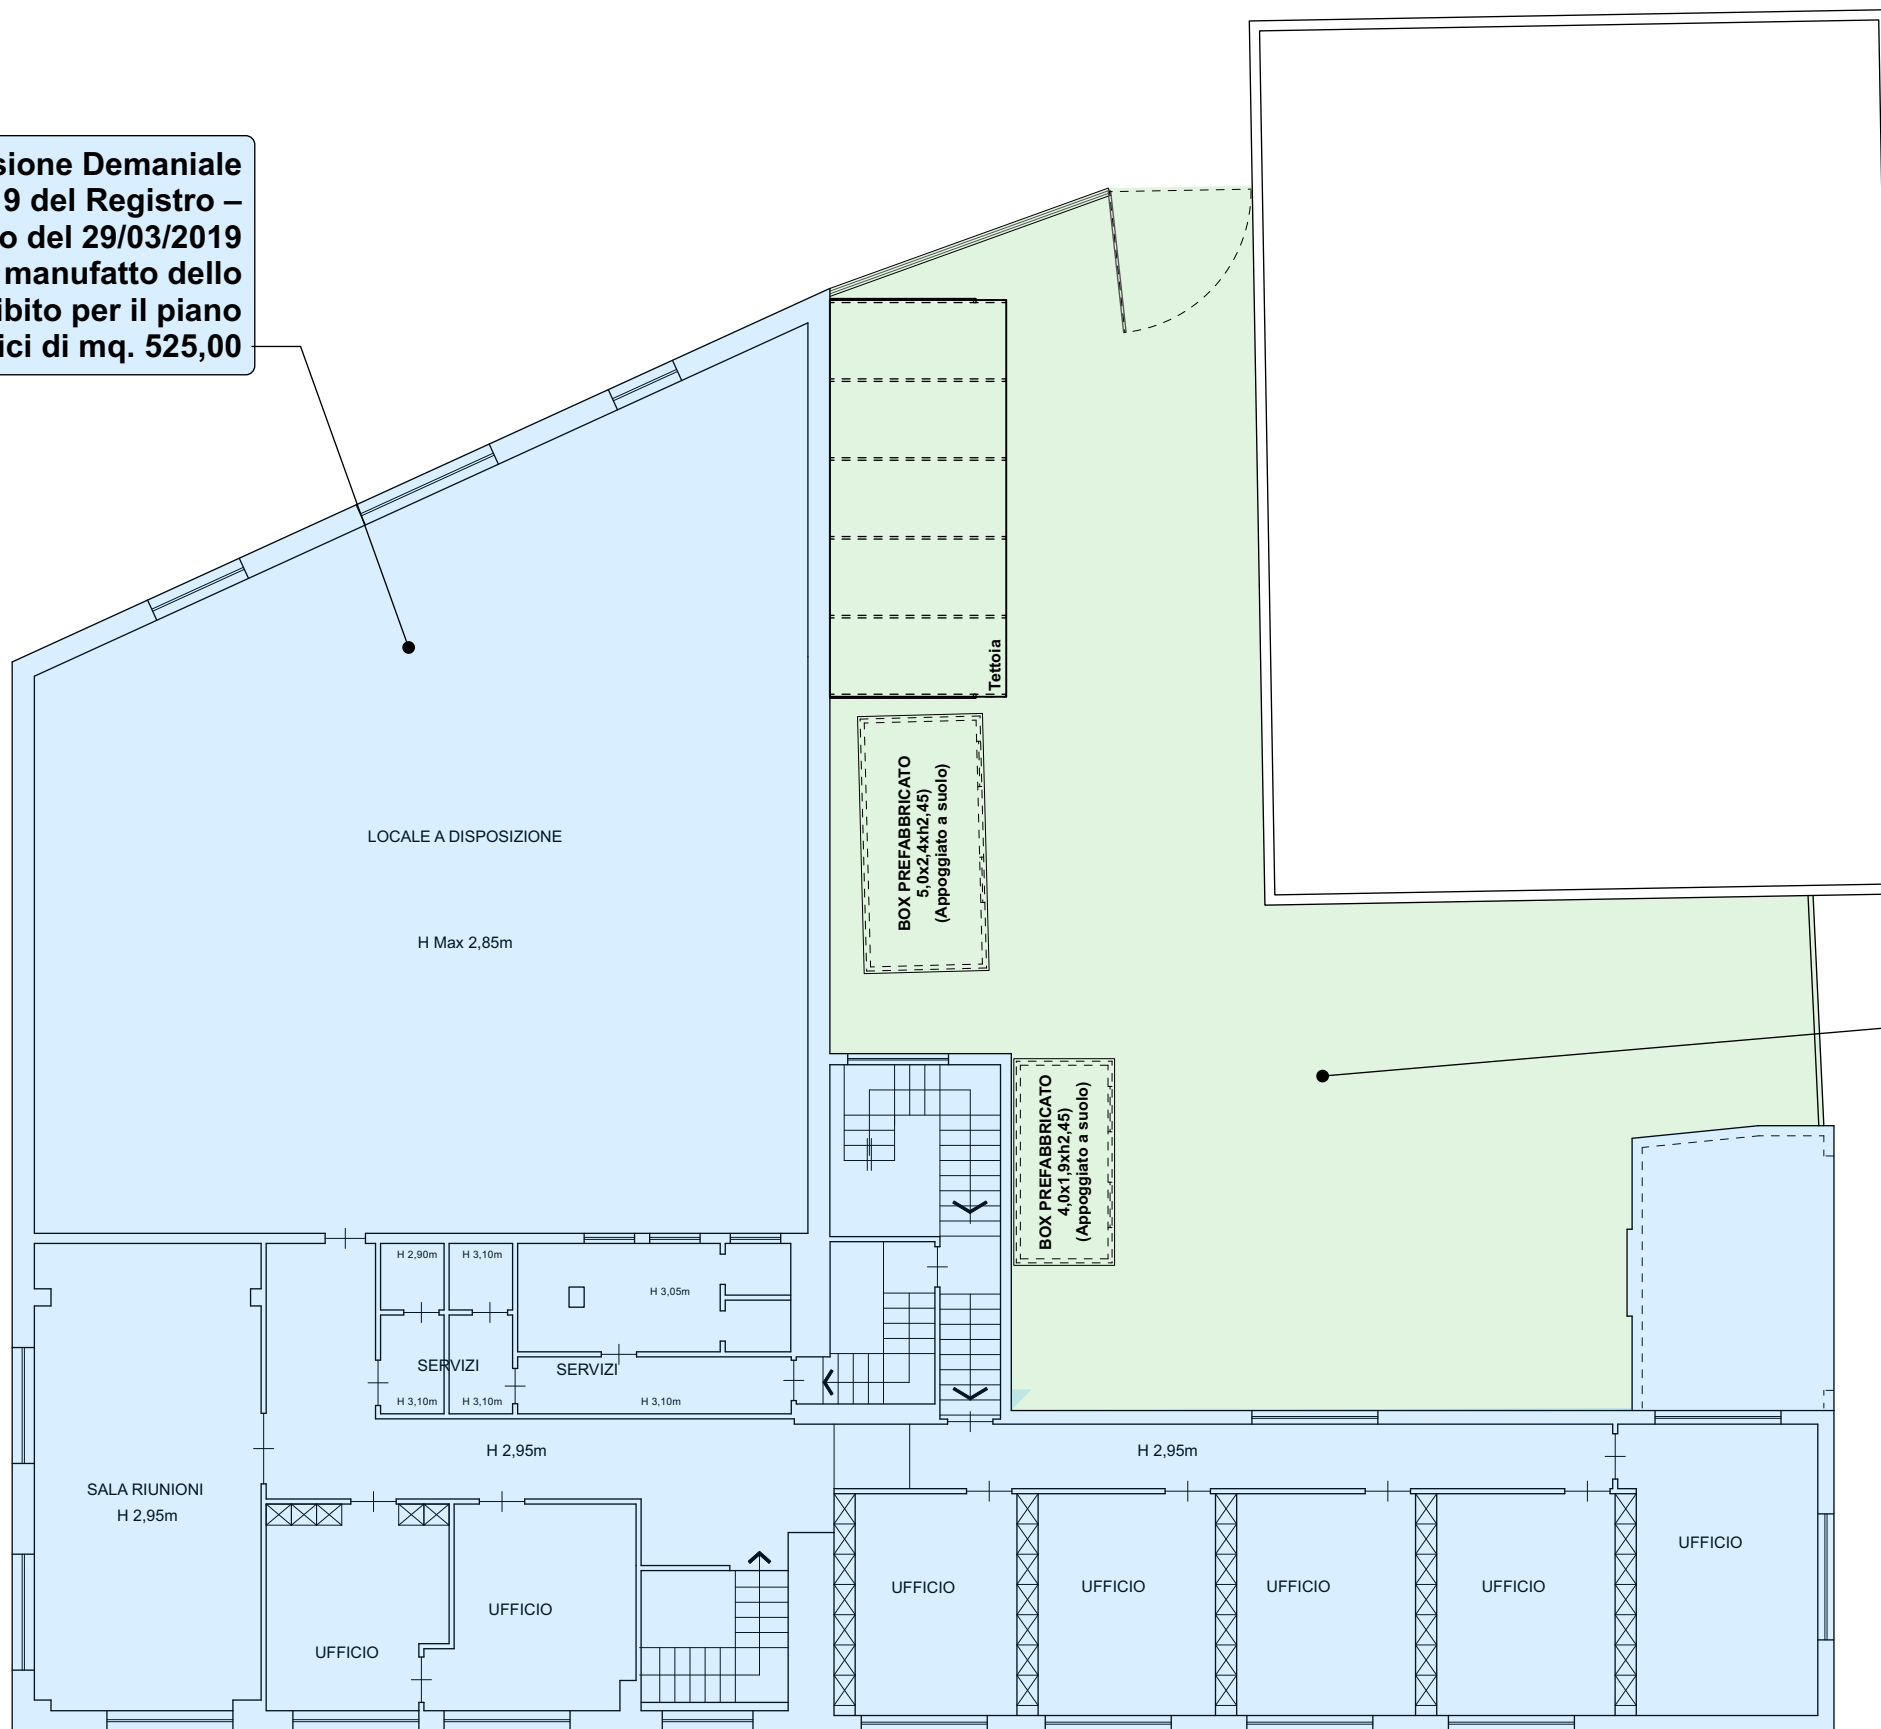 sione Demaniale
9 del Registro –
o del 29/03/2019
manufatto dello
ibito per il piano
ici di mq. 525,00
Tettoia
BOX PREFABBRICATO
5,0x2,4xh2,45)
(Appoggiato a suolo)
LOCALE A DISPOSIZIONE
H Max 2,85m
BOX PREFABBRICATO
4,0x1,9xh2,45)
(Appoggiato a suolo)
H 2,90m
H 3,10m
H 3,05m
SERVIZI
SERVIZI
H 3,10m
H 3,10m
H 3,10m
H 2,95m
H 2,95m
SALA RIUNIONI
H 2,95m
UFFICIO
UFFICIO
UFFICIO
UFFICIO
UFFICIO
UFFICIO
UFFICIO